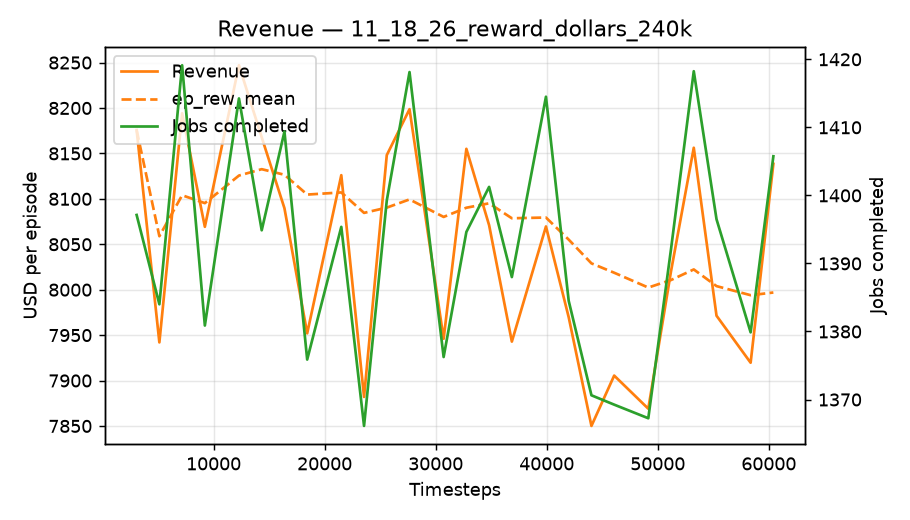 Revenue — 11_18_26_reward_dollars_240k
Revenue
ep_rew_mean
Jobs completed
USD per episode
8250
8200
8150
8100
8050
8000
7950
7900
7850
1420
1410
1400
1390
1380
1370
Jobs completed
10000 20000 30000 40000 50000 60000
Timesteps